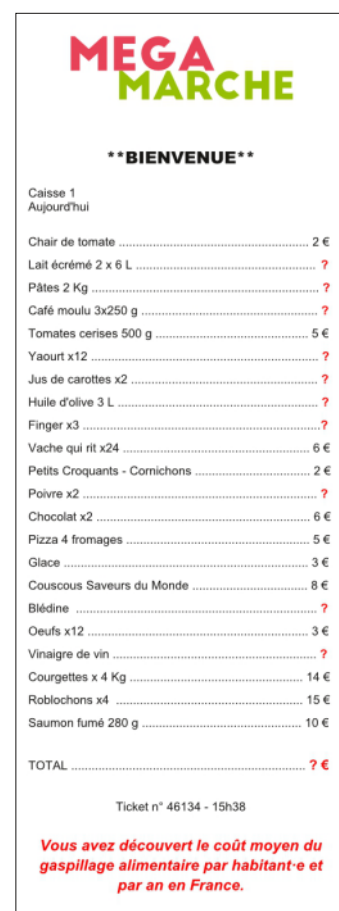 MEGA
MARCHE
**BIENVENUE**
Caisse 1
Aujourd'hui
Chair de tomate ........................................................... 2 €
Lait écrémé 2 x 6 L ........................................................ ?
Pâtes 2 Kg ...................................................................... ?
Café moulu 3x250 g ....................................................... ?
Tomates cerises 500 g ................................................ 5 €
Yaourt x12 ...................................................................... ?
Jus de carottes x2 .......................................................... ?
Huile d'olive 3 L .............................................................. ?
Finger x3 .........................................................................?
Vache qui rit x24 .......................................................... 6 €
Petits Croquants - Cornichons .................................... 2 €
Poivre x2 ........................................................................ ?
Chocolat x2 .................................................................. 6 €
Pizza 4 fromages ......................................................... 5 €
Glace ............................................................................ 3 €
Couscous Saveurs du Monde .................................... 8 €
Blédine ........................................................................... ?
Oeufs x12 ..................................................................... 3 €
Vinaigre de vin ............................................................... ?
Courgettes x 4 Kg ...................................................... 14 €
Roblochons x4 .......................................................... 15 €
Saumon fumé 280 g .................................................. 10 €
TOTAL ......................................................................... ? €
Ticket n° 46134 - 15h38
Vous avez découvert le coût moyen du
gaspillage alimentaire par habitant·e et
par an en France.